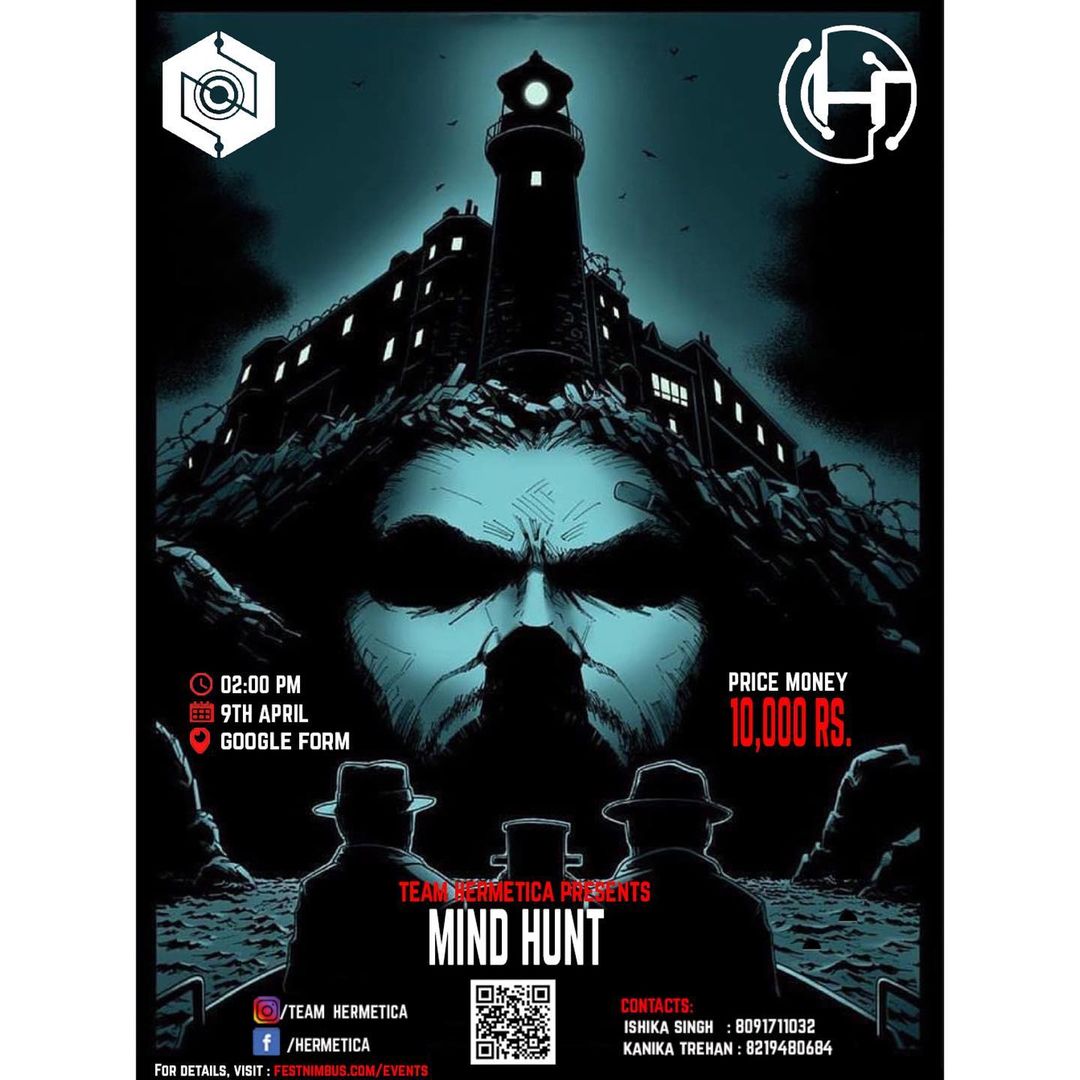 02:00 PM
9TH APRIL
GOOGLE FORM
PRICE MONEY
10,000 RS.
TEAM HERMETICA PRESENTS
MIND HUNT
/TEAM HERMETICA
/HERMETICA
CONTACTS:
ISHIKA SINGH : 8091711032
KANIKA TREHAN : 8219480684
FOR DETAILS, VISIT : FESTNIMBUS.COM/EVENTS